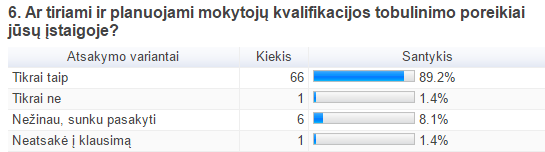 6. Ar tiriami ir planuojami mokytojų kvalifikacijos tobulinimo poreikiai
jūsų įstaigoje?
Atsakymo variantai Kiekis Santykis
Tikrai taip 66 89.2%
Tikrai ne 1 1.4%
Nežinau, sunku pasakyti 6 8.1%
Neatsakė į klausimą 1 1.4%